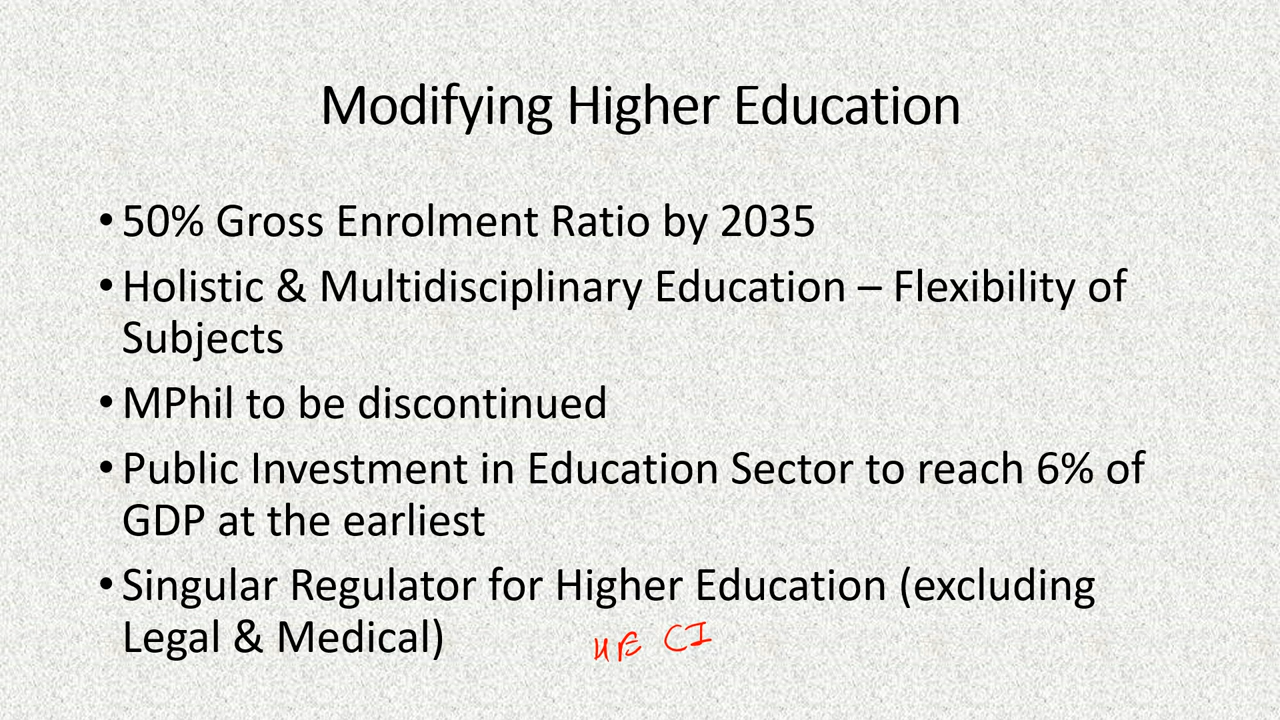 Modifying Higher Education
•50% Gross Enrolment Ratio by 2035
•Holistic & Multidisciplinary Education – Flexibility of
Subjects
•MPhil to be discontinued
•Public Investment in Education Sector to reach 6% of
GDP at the earliest
•Singular Regulator for Higher Education (excluding
Legal & Medical)
CI